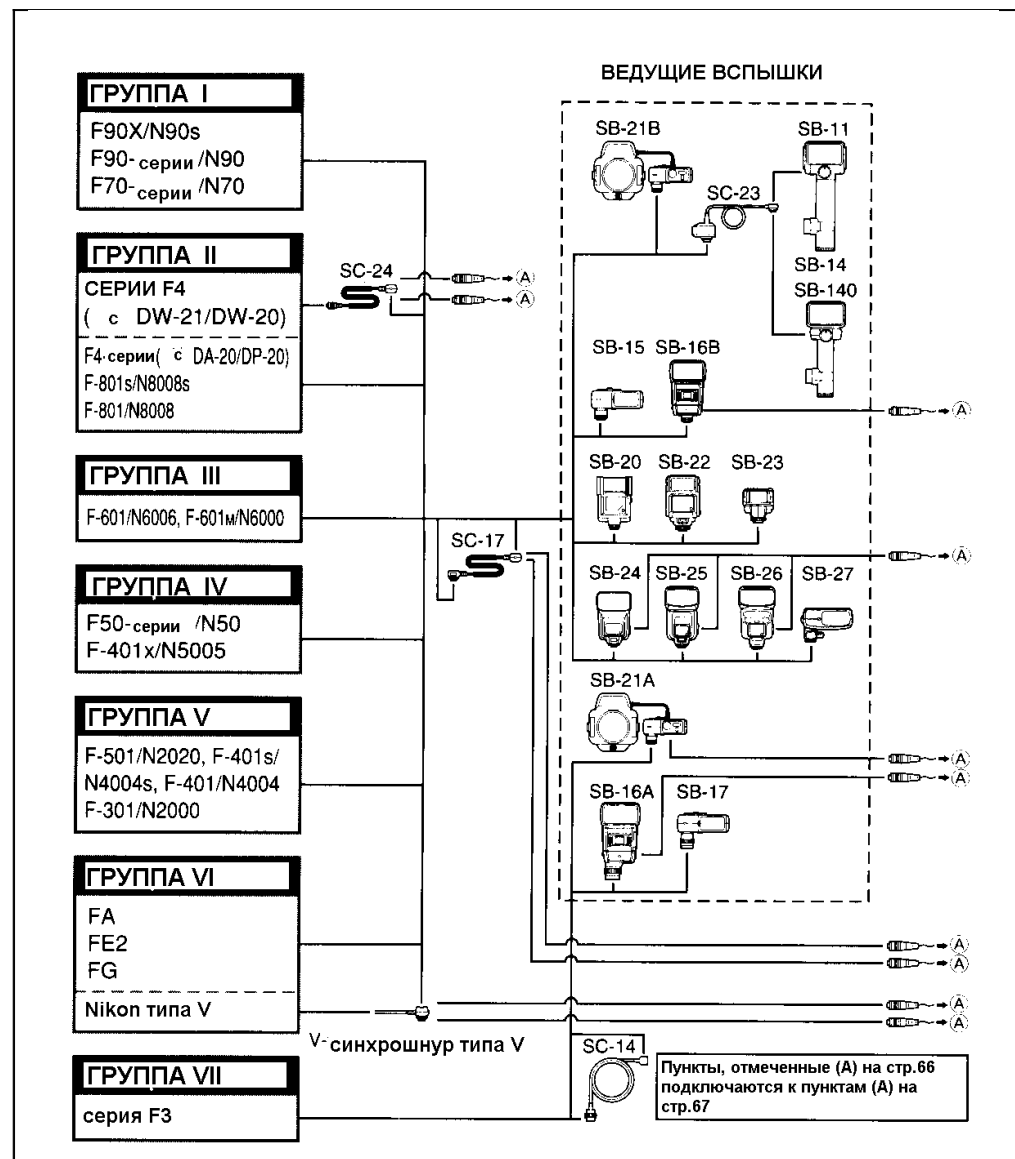 ГРУППА I
F90X/N90s
F90-серии /N90
F70-серии /N70
ГРУППА II
СЕРИИ F4
( с DW-21/DW-20)
F4-серии( с DA-20/DP-20)
F-801s/N8008s
F-801/N8008
ГРУППА III
F-601/N6006, F-601м/N6000
ГРУППА IV
F50-серии /N50
F-401x/N5005
ГРУППА V
F-501/N2020, F-401s/
N4004s, F-401/N4004
F-301/N2000
ГРУППА VI
FA
FE2
FG
Nikon типа V
ГРУППА VII
серия F3
SC-24
A
A
SC-17
V- синхрошнур типа V
ВЕДУЩИЕ ВСПЫШКИ
SB-21B
SB-11
SC-23
SB-14
SB-140
SB-15
SB-16B
A
SB-20
SB-22
SB-23
A
SB-24
SB-25
SB-26
SB-27
SB-21A
A
A
SB-16A
SB-17
A
A
A
A
SC-14
Пункты, отмеченные (А) на стр.66
подключаются к пунктам (А) на
стр.67